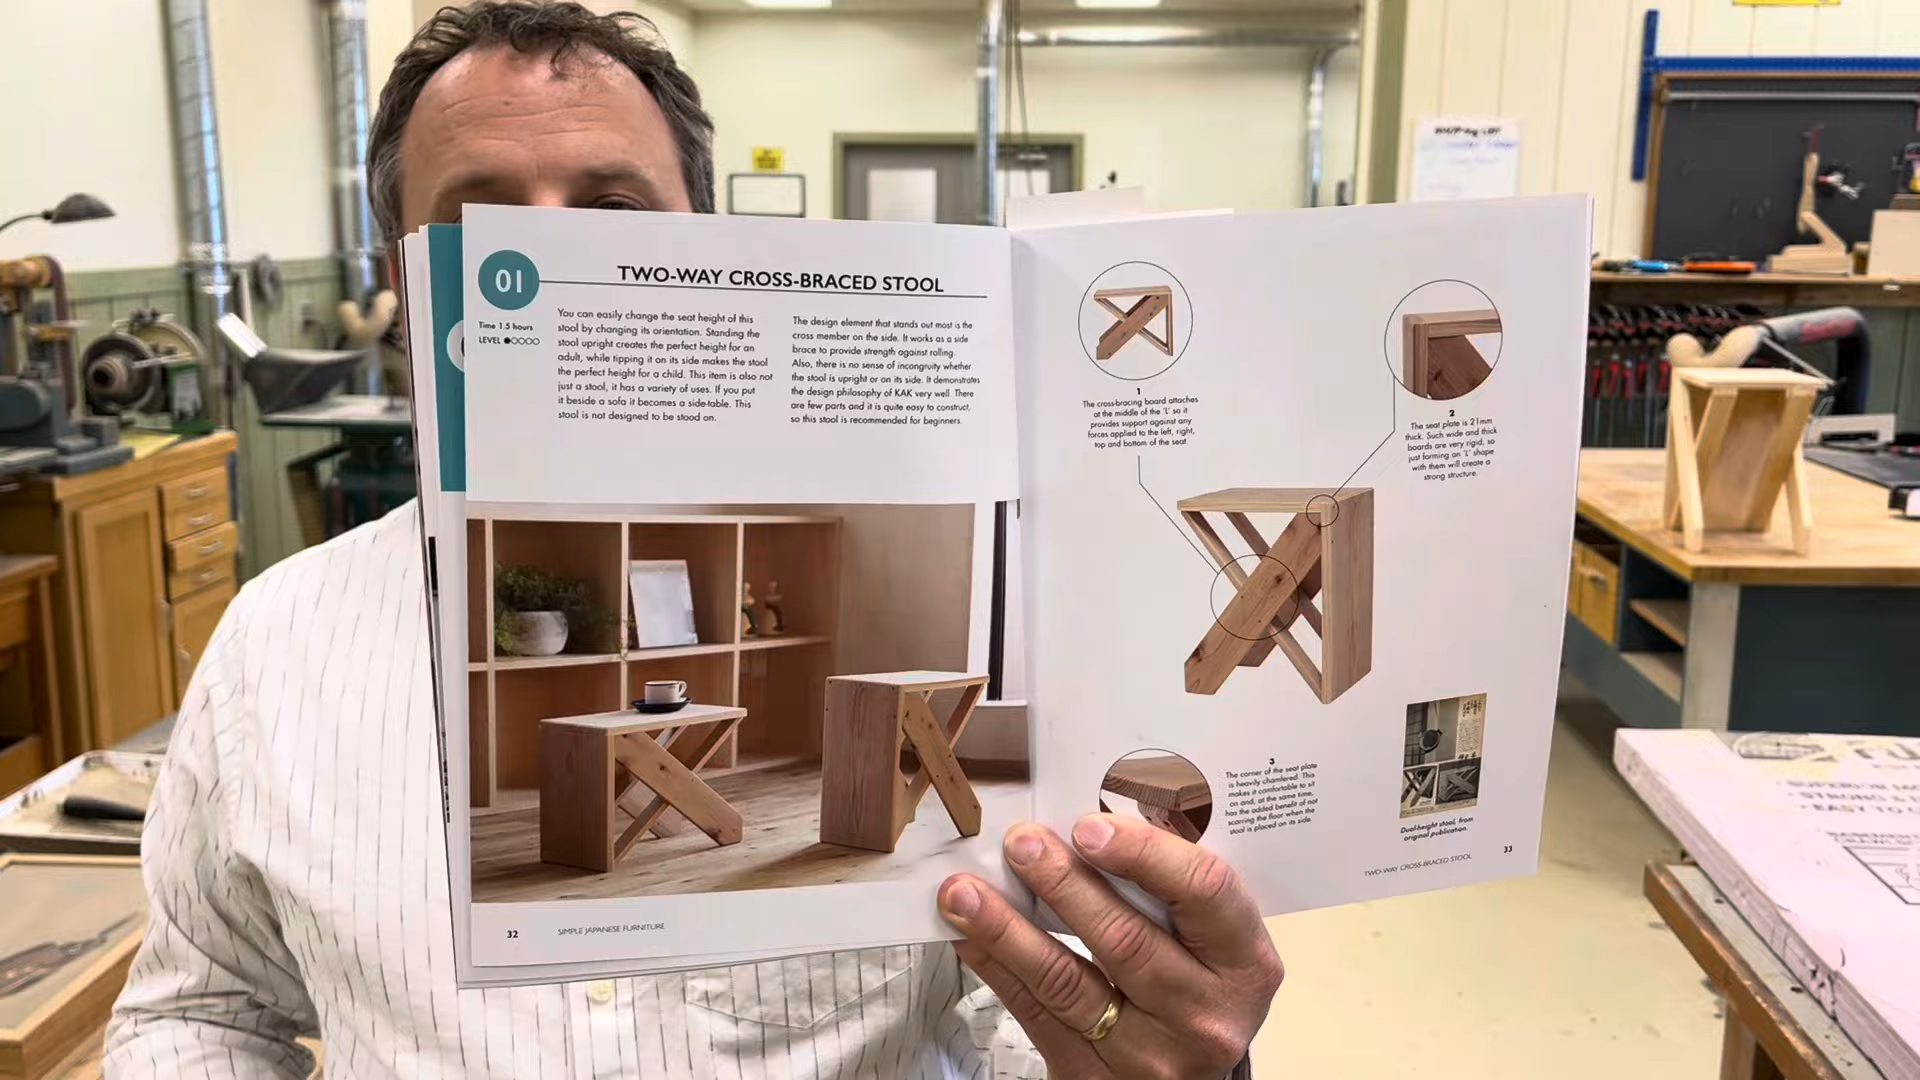 01
TWO-WAY CROSS-BRACED STOOL
Time 1.5 hours
LEVEL
You can easily change the seat height of this
stool by changing its orientation. Standing the
stool upright creates the perfect height for an
adult, while tipping it on its side makes the stool
the perfect height for a child. This item is also not
just a stool, it has a variety of uses. If you put
it beside a sofa it becomes a side-table. This
stool is not designed to be stood on.
The design element that stands out most is the
cross member on the side. It works as a side
brace to provide strength against rolling.
Also, there is no sense of incongruity whether
the stool is upright or on its side. It demonstrates
the design philosophy of KAK very well. There
are few parts and it is quite easy to construct,
so this stool is recommended for beginners.
32
SIMPLE JAPANESE FURNITURE
1
The cross-bracing board attaches
at the middle of the 'L' so it
provides support against any
forces applied to the left, right,
top and bottom of the seat.
2
The seat plate is 21mm
thick. Such wide and thick
boards are very rigid, so
just forming an 'L' shape
with them will create a
strong structure.
3
The corner of the seat plate
is heavily chamfered. This
makes it comfortable to sit
on and, at the same time,
has the added benefit of not
scarring the floor when the
stool is placed on its side.
Dual-height stool, from
original publication.
TWO-WAY CROSS-BRACED STOOL
33